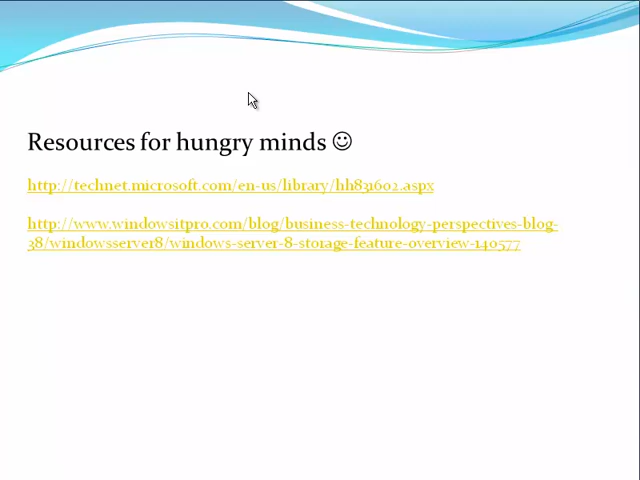 Resources for hungry minds ☺
http://technet.microsoft.com/en-us/library/hh831602.aspx
http://www.windowsitpro.com/blog/business-technology-perspectives-blog-
38/windowsserver8/windows-server-8-storage-feature-overview-140577